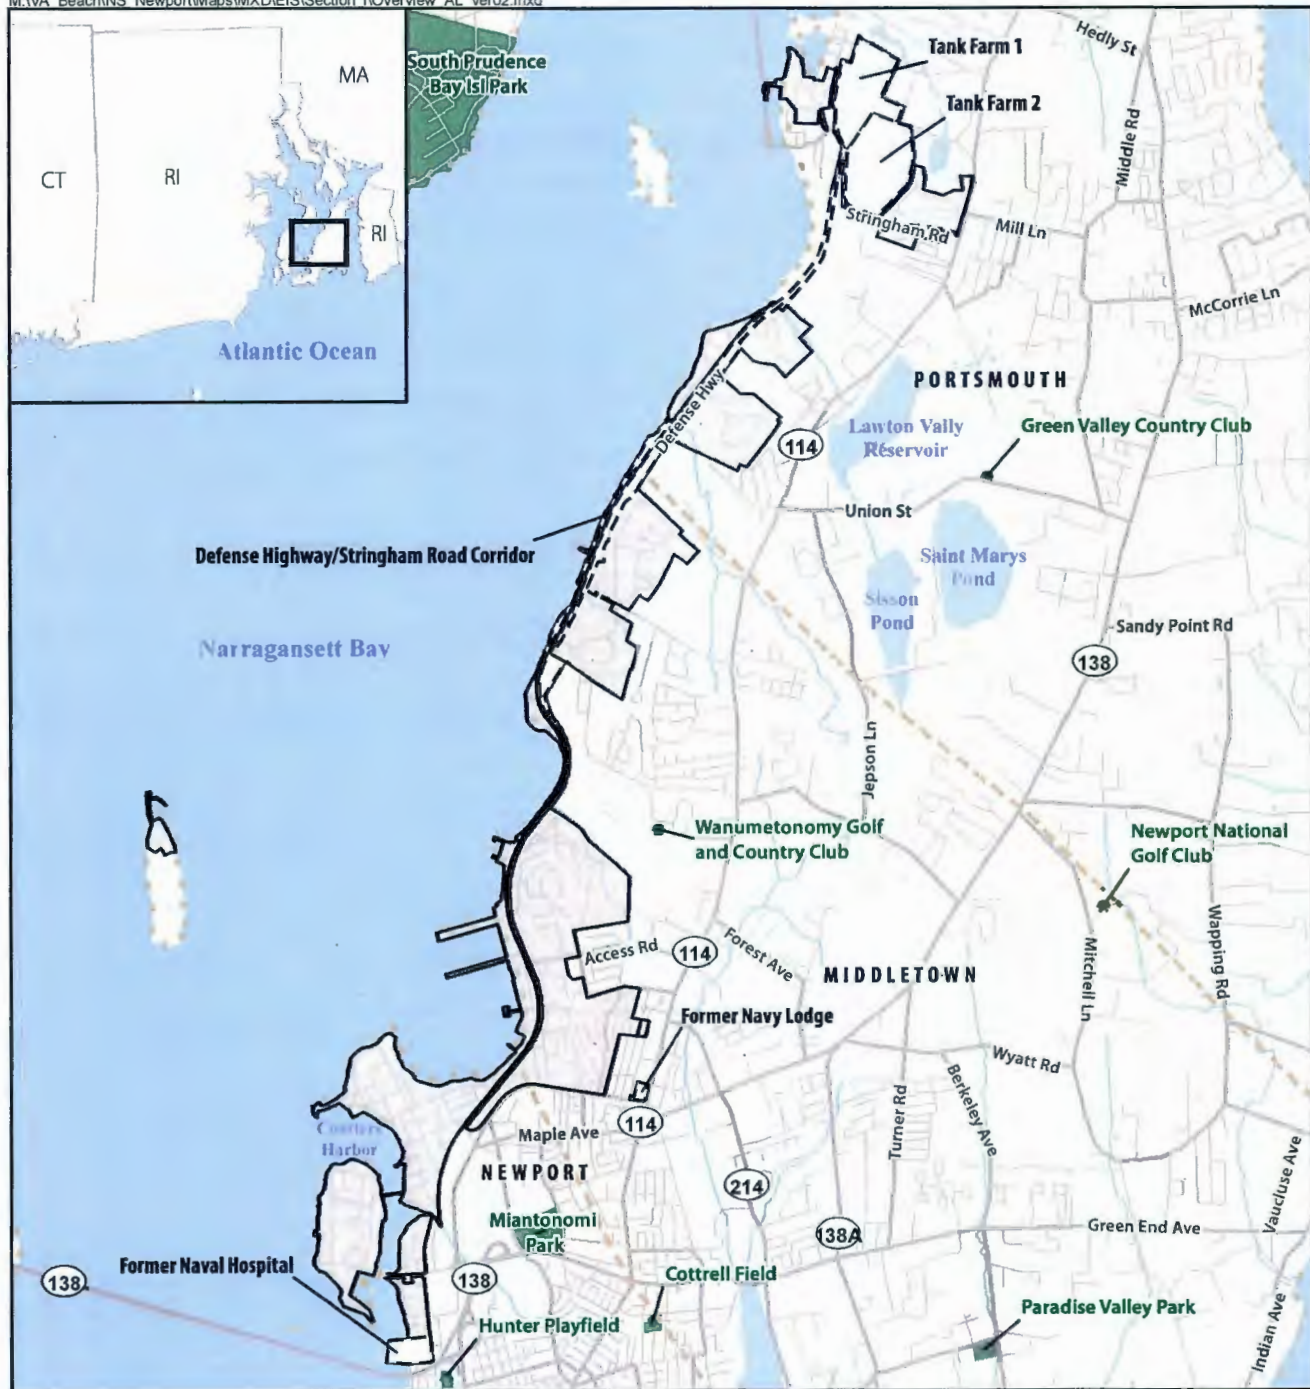 South Prudence
Bay Isl Park
MA
CT
RI
RI
Atlantic Ocean
Tank Farm 1
Tank Farm 2
Hedly St
Middle Rd
Stringham Rd
Mill Ln
McCorrie Ln
PORTSMOUTH
Defense Hwy
114
Lawton Vally
Reservoir
Green Valley Country Club
Union St
Defense Highway/Stringham Road Corridor
Saint Marys
Pond
Sisson
Pond
Narragansett Bay
Sandy Point Rd
138
Jepson Ln
Wanumetonomy Golf
and Country Club
Newport National
Golf Club
Access Rd
114
Forest Ave
MIDDLETOWN
Mitchell Ln
Wapping Rd
Former Navy Lodge
Wyatt Rd
Turner Rd
Berkeley Ave
Maple Ave
114
Coasters
Harbor
NEWPORT
214
Vaucluse Ave
Miantonomi
Park
138A
Green End Ave
Former Naval Hospital
138
138
Cottrell Field
Hunter Playfield
Paradise Valley Park
Indian Ave